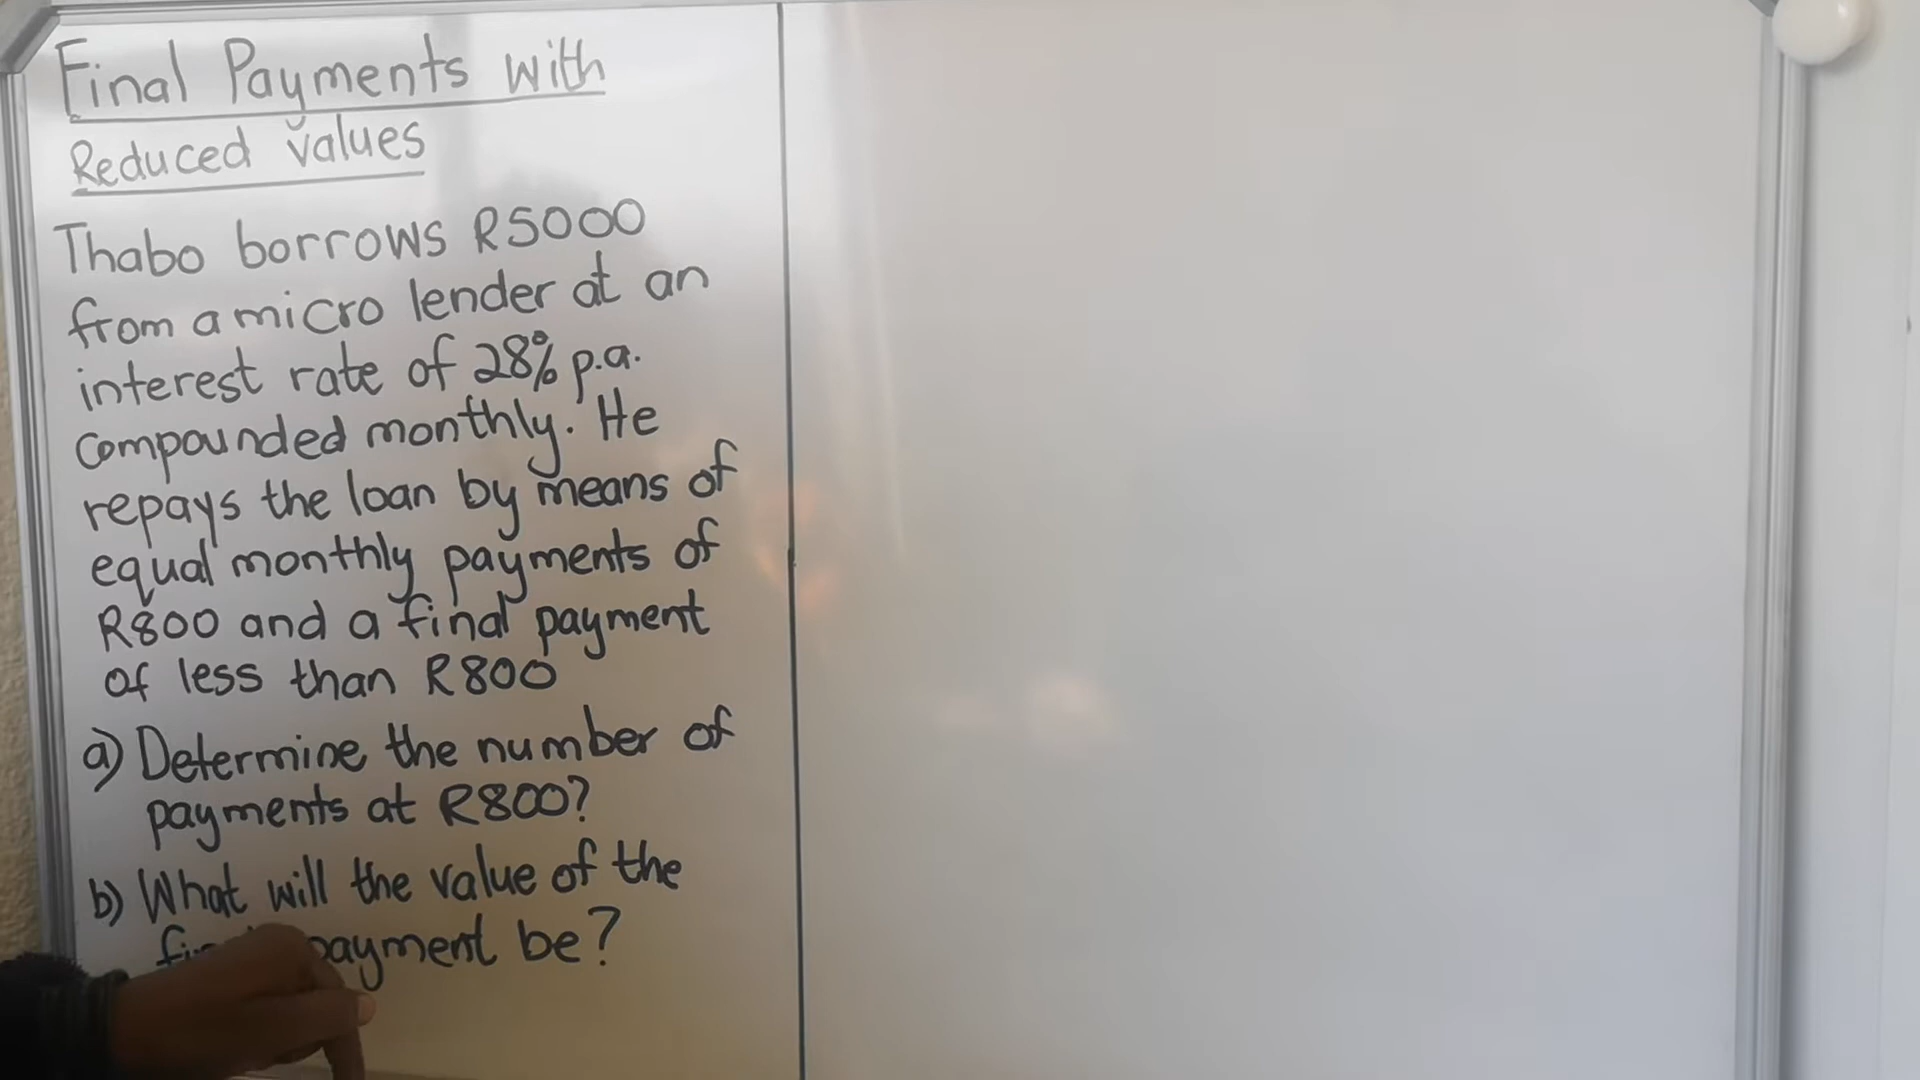 Final Payments with
Reduced values
Thabo borrows R5000
from a micro lender at an
interest rate of 28% p.a.
compounded monthly. He
repays the loan by means of
equal monthly payments of
R800 and a final payment
of less than R800
a) Determine the number of
payments at R800?
b) What will the value of the
payment be?